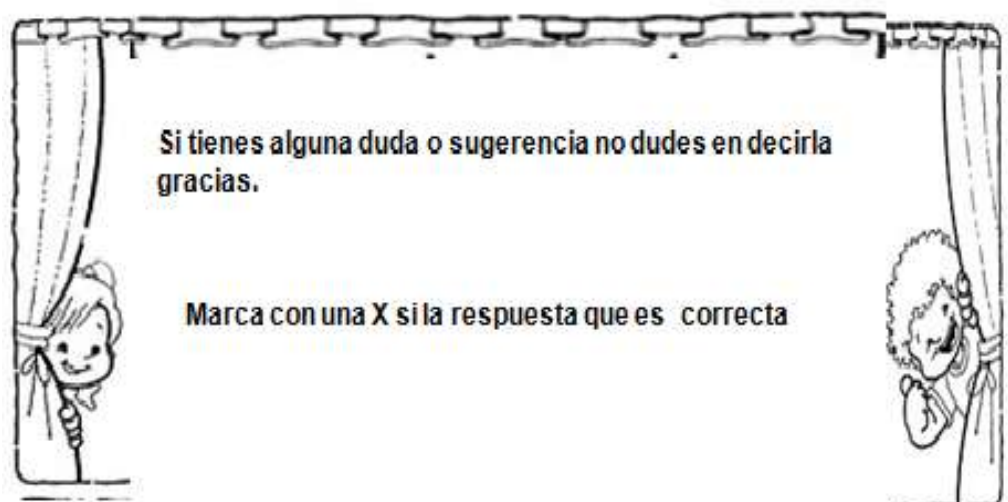 Si tienes alguna duda o sugerencia no dudes en decirla
gracias.
Marca con una X si la respuesta que es correcta